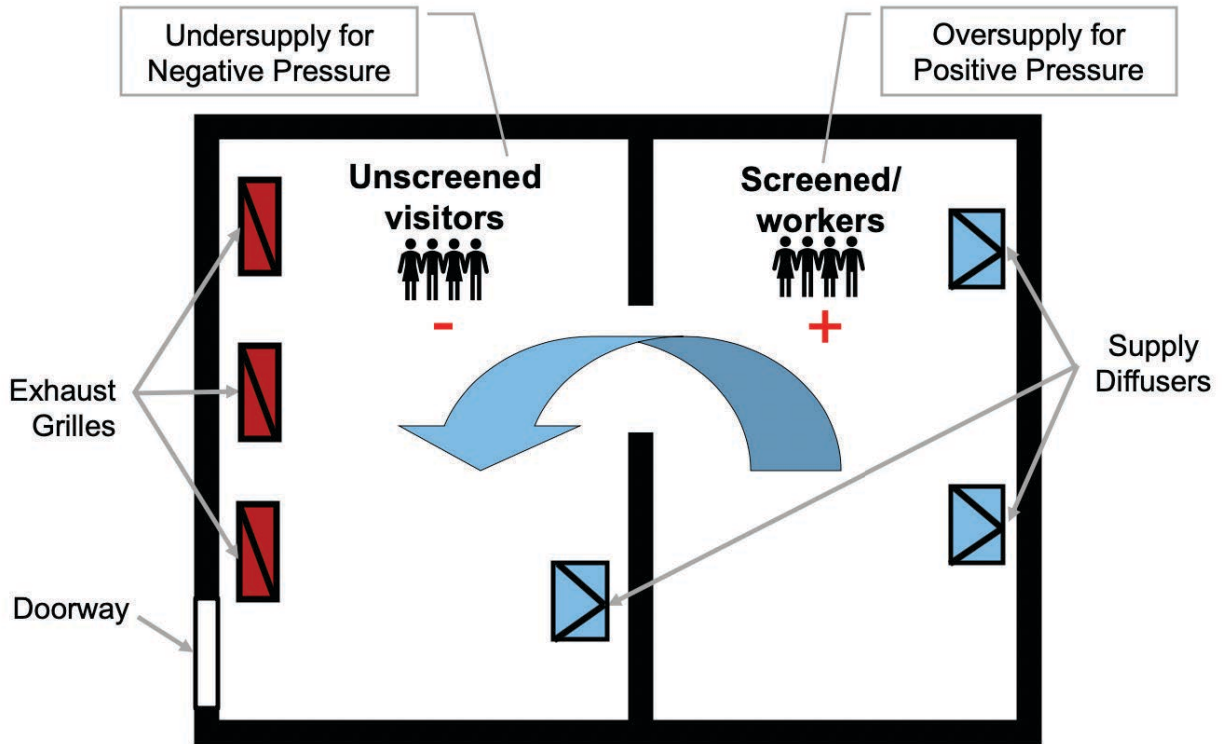 Undersupply for
Negative Pressure
Oversupply for
Positive Pressure
Unscreened
visitors
Screened/
workers
-
+
Exhaust
Grilles
Supply
Diffusers
Doorway